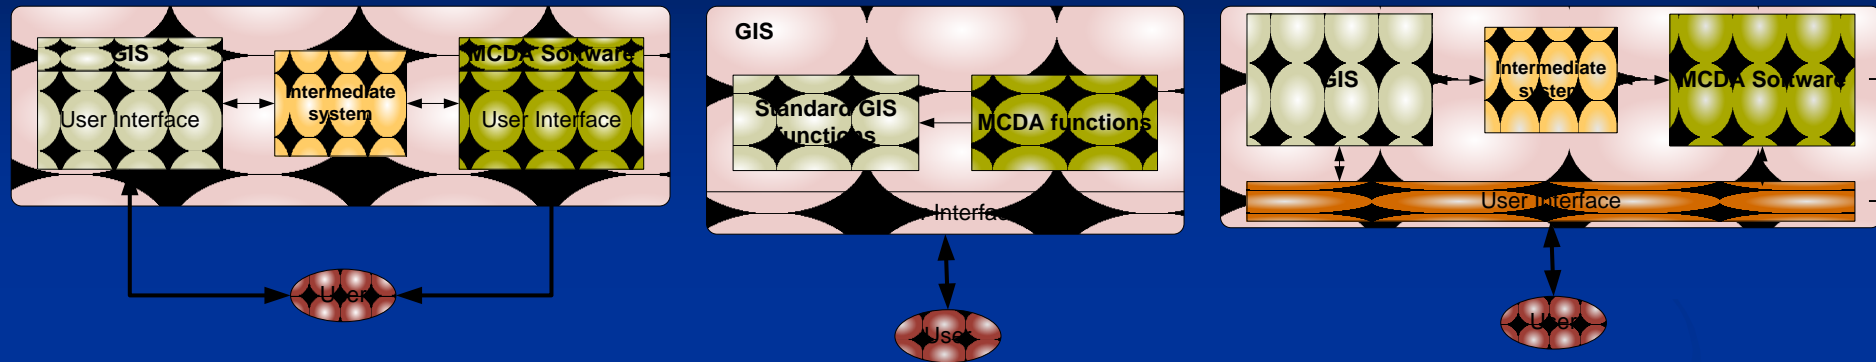 GIS
User Interface
Intermediate
system
MCDA Software
User Interface
User
GIS
Standard GIS
functions
MCDA functions
Interface
User
GIS
Intermediate
system
MCDA Software
User Interface
User